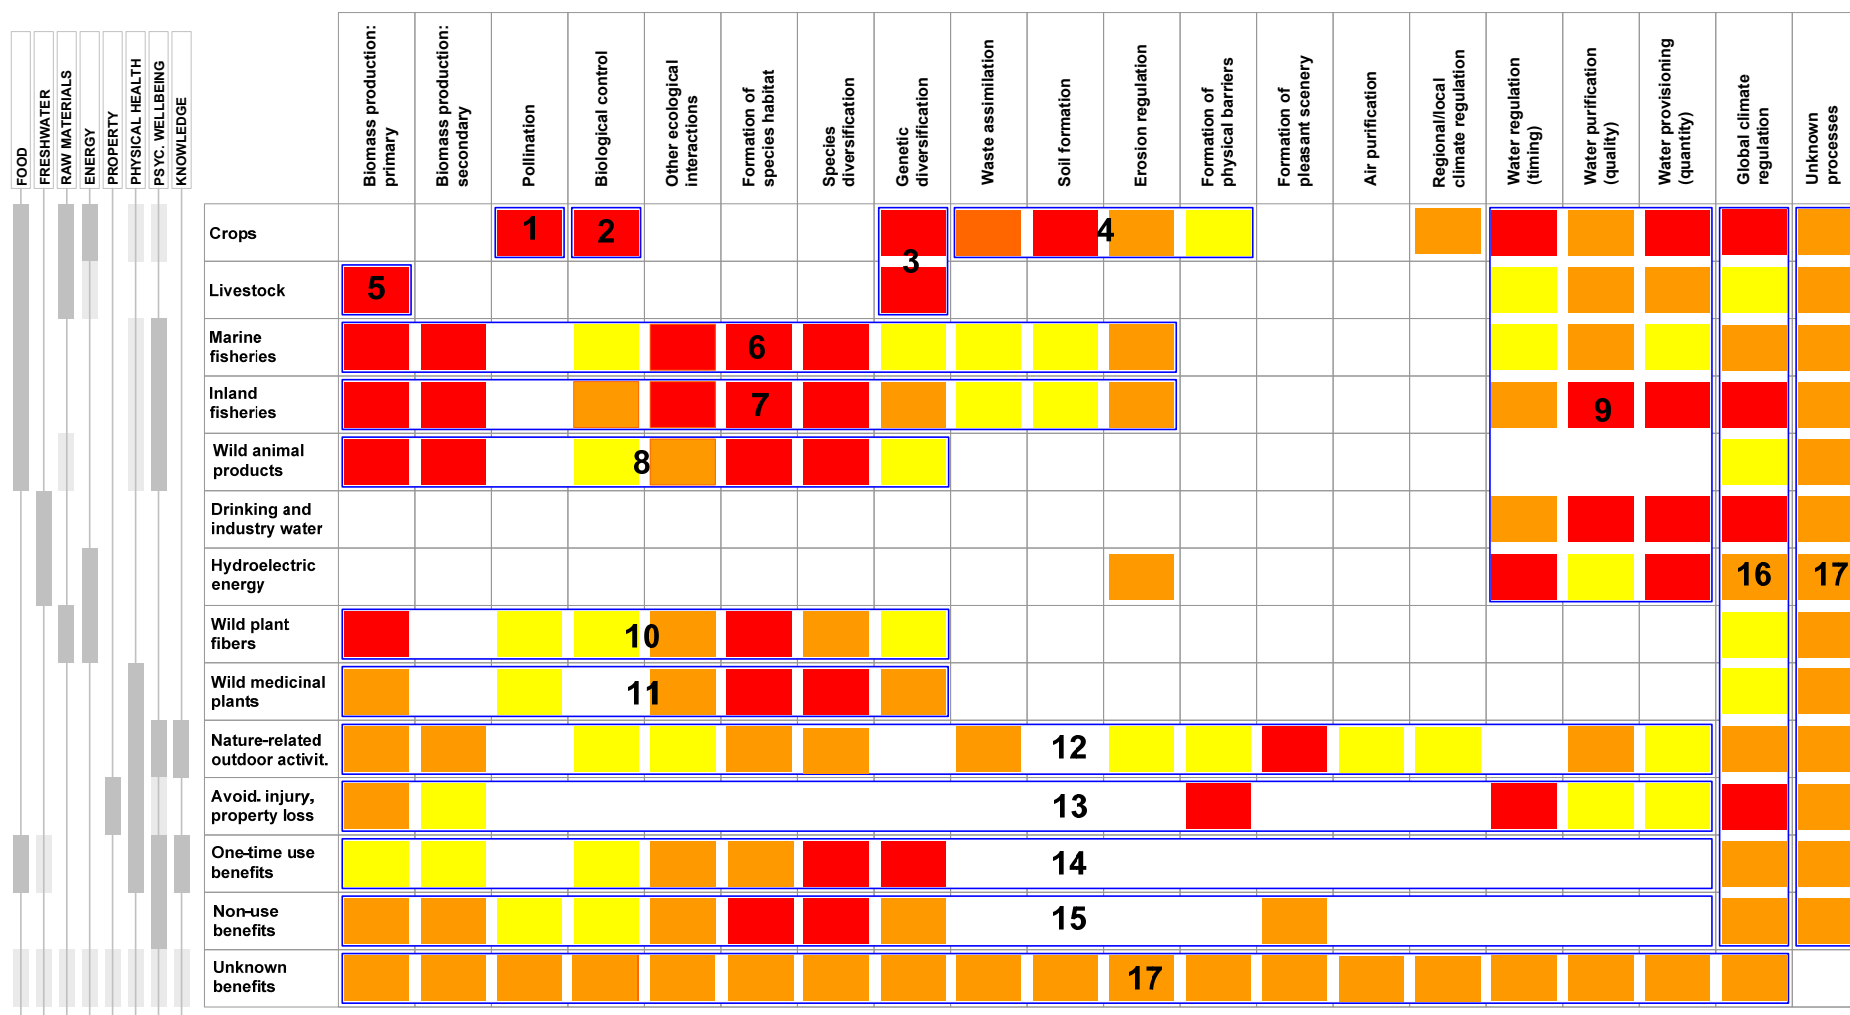 FOOD
FRESHWATER
RAW MATERIALS
ENERGY
PROPERTY
PHYSICAL HEALTH
PSYC. WELLBEING
KNOWLEDGE
Biomass production:
primary
Biomass production:
secondary
Pollination
Biological control
Other ecological
interactions
Formation of
species habitat
Species
diversification
Genetic
diversification
Waste assimilation
Soil formation
Erosion regulation
Formation of
physical barriers
Formation of
pleasant scenery
Air purification
Regional/local
climate regulation
Water regulation
(timing)
Water purification
(quality)
Water provisioning
(quantity)
Global climate
regulation
Unknown
processes
Crops
1
2
3
4
Livestock
5
Marine
fisheries
6
Inland
fisheries
7
9
Wild animal
products
8
Drinking and
industry water
Hydroelectric
energy
16
17
Wild plant
fibers
10
Wild medicinal
plants
11
Nature-related
outdoor activit.
12
Avoid. injury,
property loss
13
One-time use
benefits
14
Non-use
benefits
15
Unknown
benefits
17